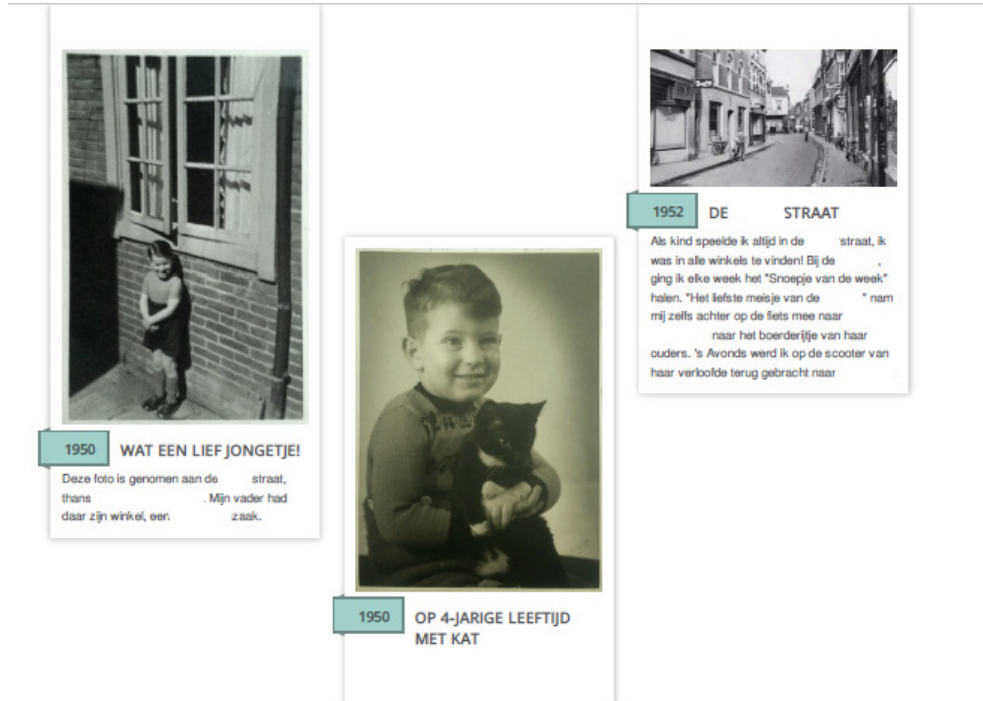 1950 WAT EEN LIEF JONGETJE!
Deze foto is genomen aan de straat,
thans . Mijn vader had
daar zijn winkel, een zaak.
1950 OP 4-JARIGE LEEFTIJD
MET KAT
1952 DE STRAAT
Als kind speelde ik altijd in de straat, ik
was in alle winkels te vinden! Bij de ,
ging ik elke week het "Snoepje van de week"
halen. "Het liefste meisje van de " nam
mij zelfs achter op de fiets mee naar
naar het boerderijtje van haar
ouders. 's Avonds werd ik op de scooter van
haar verloofde terug gebracht naar